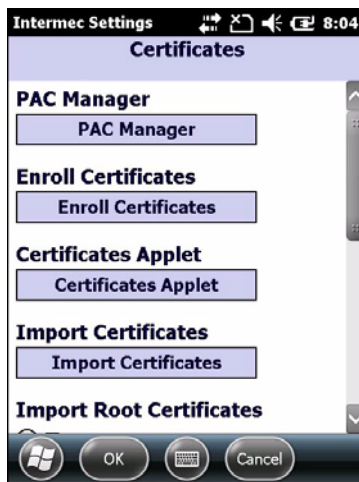 Intermec Settings 8:04
Certificates
PAC Manager
PAC Manager
Enroll Certificates
Enroll Certificates
Certificates Applet
Certificates Applet
Import Certificates
Import Certificates
Import Root Certificates
OK Cancel